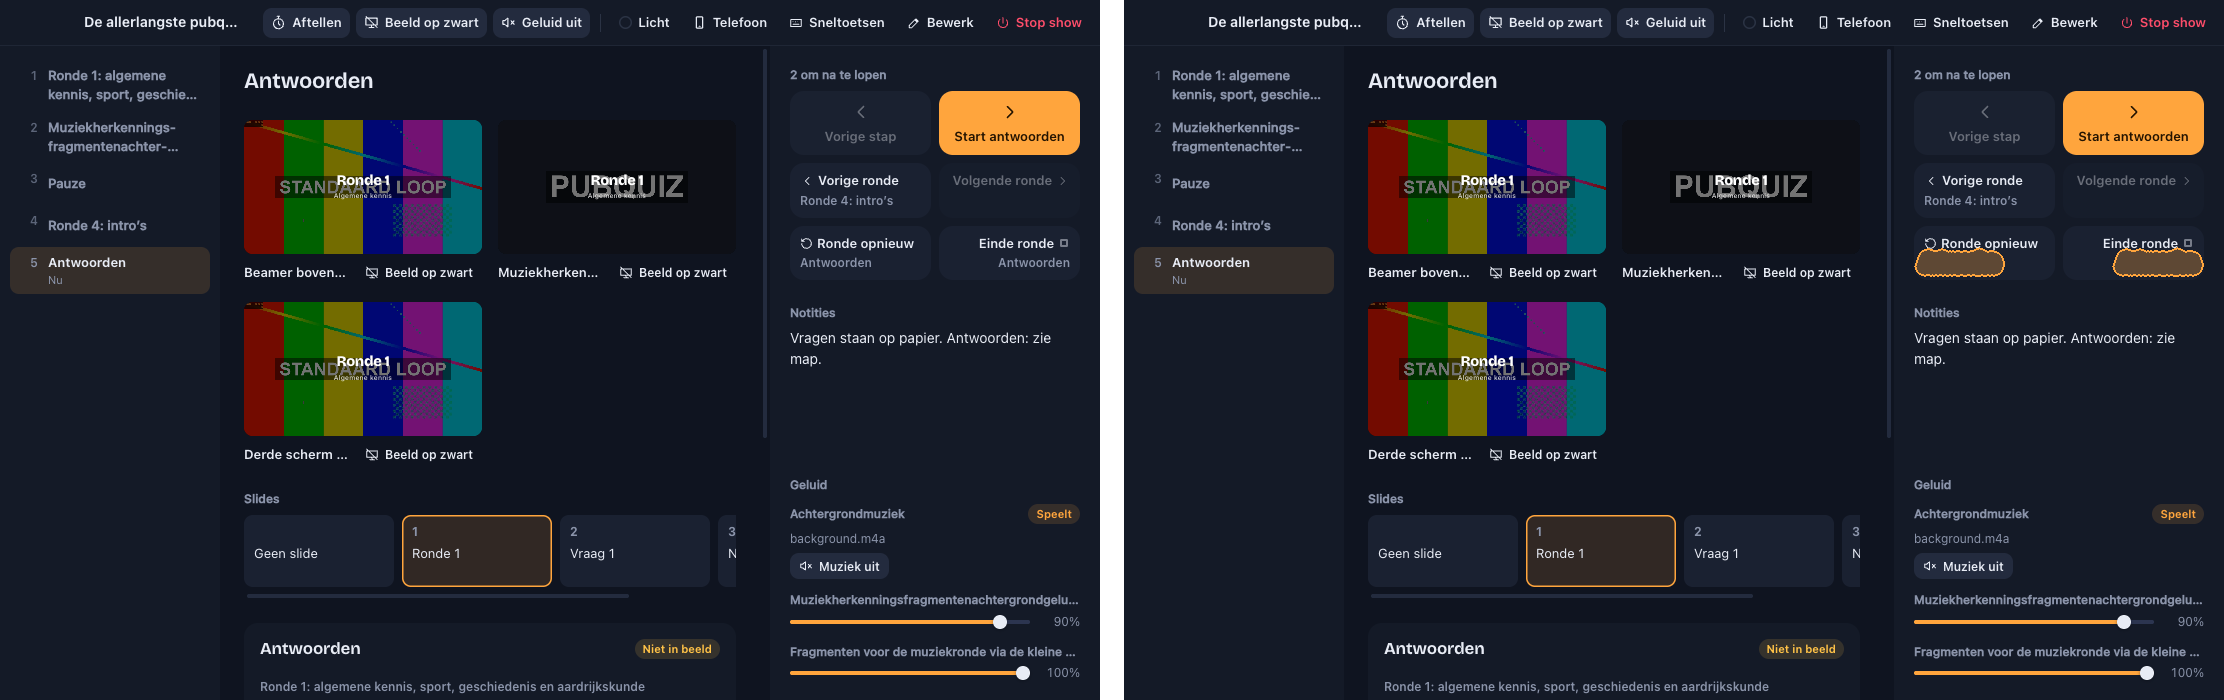 De allerlangste pubq...
Aftellen
Beeld op zwart
Geluid uit
Licht
Telefoon
Sneltoetsen
Bewerk
Stop show
1 Ronde 1: algemene
kennis, sport, geschie...
2 Muziekherkennings-
fragmentenachter-...
3 Pauze
4 Ronde 4: intro’s
5 Antwoorden
Nu
Antwoorden
Ronde 1
STANDAARD LOOP
Algemene kennis
Ronde 1
PUBQUIZ
Algemene kennis
Beamer boven...
Beeld op zwart
Muziekherken...
Beeld op zwart
Ronde 1
STANDAARD LOOP
Algemene kennis
Derde scherm ...
Beeld op zwart
Slides
Geen slide
1
Ronde 1
2
Vraag 1
3
N
Antwoorden
Niet in beeld
Ronde 1: algemene kennis, sport, geschiedenis en aardrijkskunde
2 om na te lopen
Vorige stap
Start antwoorden
Vorige ronde
Ronde 4: intro’s
Volgende ronde
Ronde opnieuw
Antwoorden
Einde ronde
Antwoorden
Notities
Vragen staan op papier. Antwoorden: zie
map.
Geluid
Achtergrondmuziek
Speelt
background.m4a
Muziek uit
Muziekherkenningsfragmentenachtergrondgelu...
90%
Fragmenten voor de muziekronde via de kleine ...
100%
De allerlangste pubq...
Aftellen
Beeld op zwart
Geluid uit
Licht
Telefoon
Sneltoetsen
Bewerk
Stop show
1 Ronde 1: algemene
kennis, sport, geschie...
2 Muziekherkennings-
fragmentenachter-...
3 Pauze
4 Ronde 4: intro’s
5 Antwoorden
Nu
Antwoorden
Ronde 1
STANDAARD LOOP
Algemene kennis
Ronde 1
PUBQUIZ
Algemene kennis
Beamer boven...
Beeld op zwart
Muziekherken...
Beeld op zwart
Ronde 1
STANDAARD LOOP
Algemene kennis
Derde scherm ...
Beeld op zwart
Slides
Geen slide
1
Ronde 1
2
Vraag 1
3
N
Antwoorden
Niet in beeld
Ronde 1: algemene kennis, sport, geschiedenis en aardrijkskunde
2 om na te lopen
Vorige stap
Start antwoorden
Vorige ronde
Ronde 4: intro’s
Volgende ronde
Ronde opnieuw
Einde ronde
Notities
Vragen staan op papier. Antwoorden: zie
map.
Geluid
Achtergrondmuziek
Speelt
background.m4a
Muziek uit
Muziekherkenningsfragmentenachtergrondgelu...
90%
Fragmenten voor de muziekronde via de kleine ...
100%